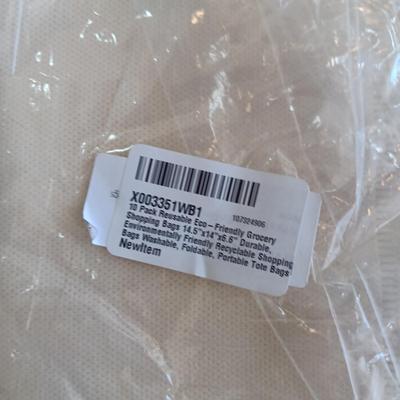 X003351WB1
107324906
10 Pack Reusable Eco-Friendly Grocery
Shopping Bags 14.5"x14"x6.6" Durable,
Environmentally Friendly Recyclable Shopping
Bags Washable, Foldable, Portable Tote Bags
NewItem